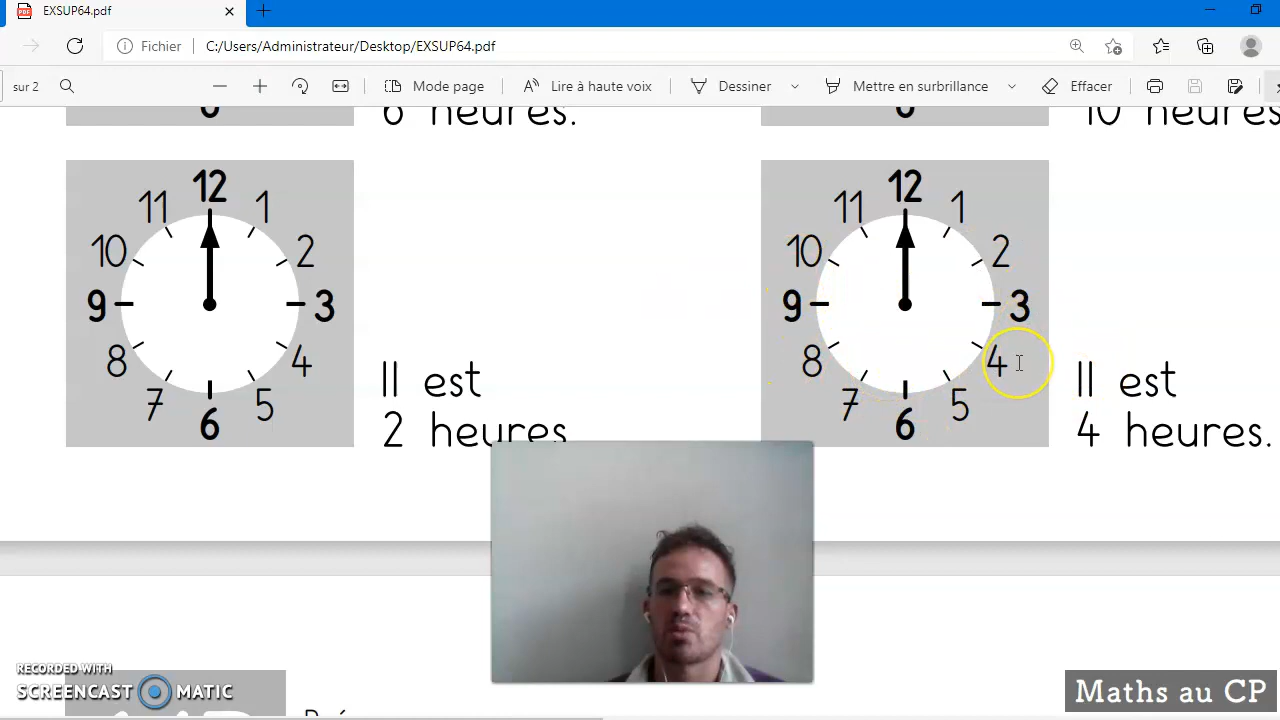 EXSUP64.pdf
Fichier
C:/Users/Administrateur/Desktop/EXSUP64.pdf
sur 2
Mode page
Lire à haute voix
Dessiner
Mettre en surbrillance
Effacer
6 heures.
10 heures
12
11 1
10 2
9 3
8 4
7 5
6
Il est
2 heures
12
11 1
10 2
9 3
8 4
7 5
6
Il est
4 heures.
RECORDED WITH
SCREENCAST MATIC
Maths au CP